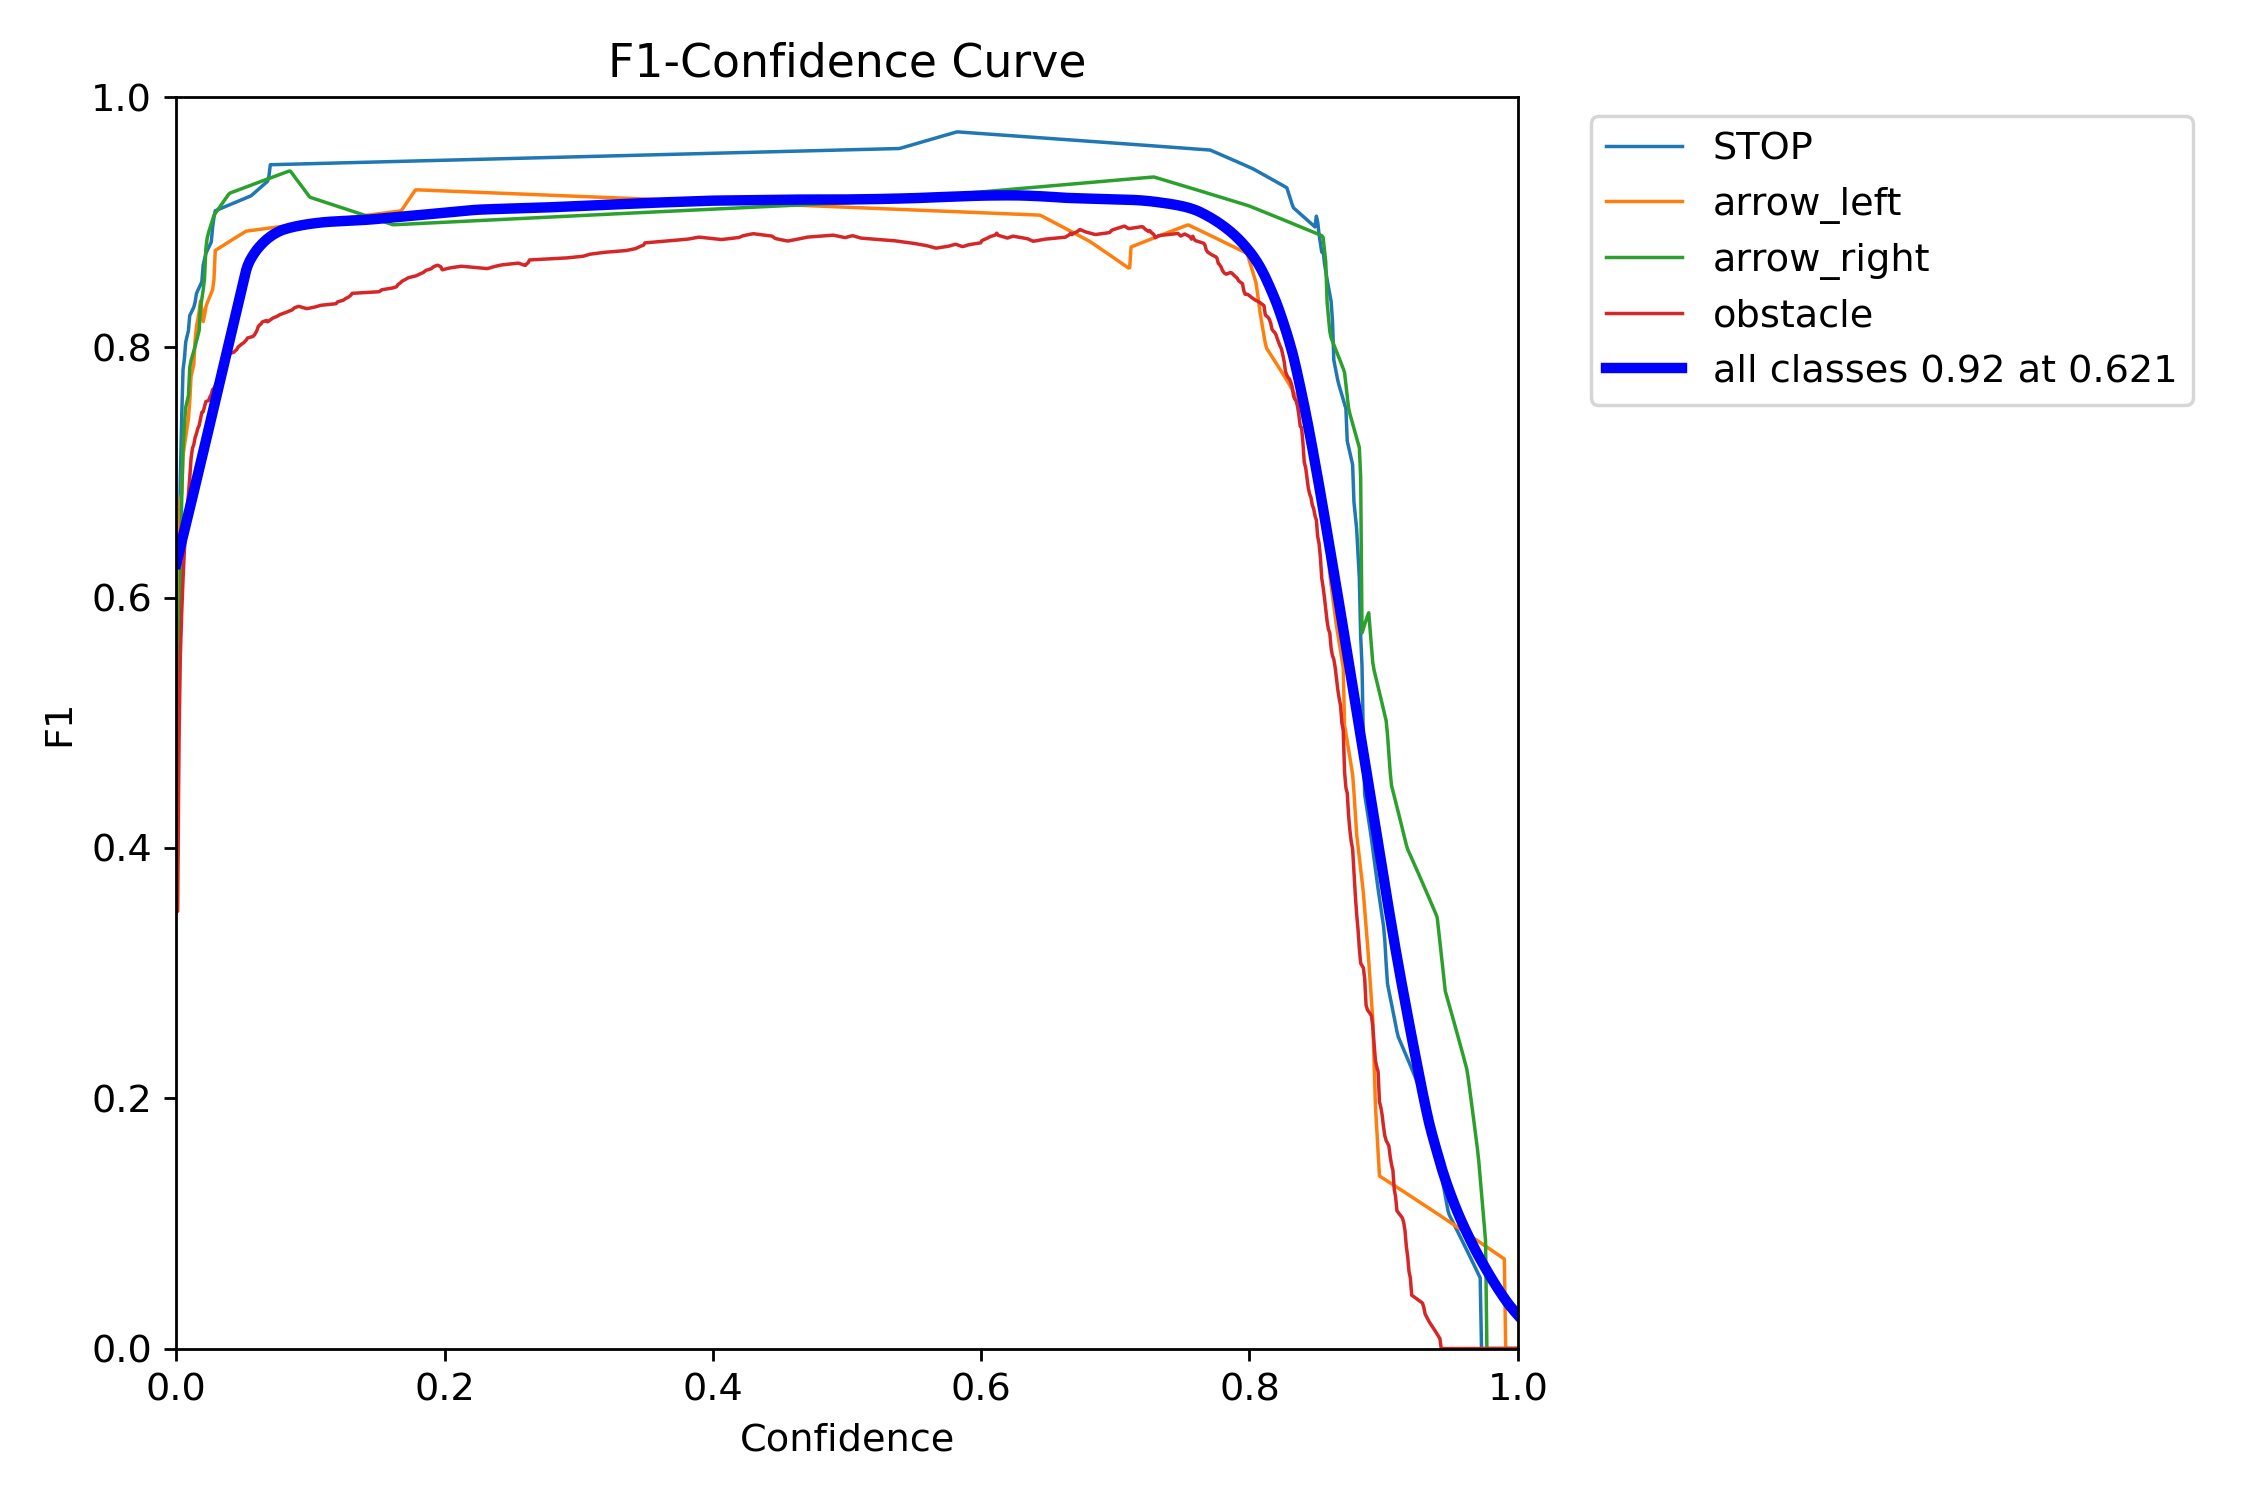 F1-Confidence Curve
1.0
0.8
0.6
0.4
0.2
0.0
F1
0.0 0.2 0.4 0.6 0.8 1.0
Confidence
STOP
arrow_left
arrow_right
obstacle
all classes 0.92 at 0.621